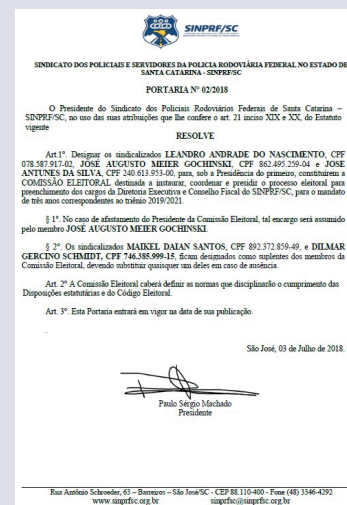 SINPRF/SC
SINDICATO DOS POLICIAIS E SERVIDORES DA POLICIA RODOVIÁRIA FEDERAL NO ESTADO DE
SANTA CATARINA - SINPRF/SC
PORTARIA Nº 02/2018
O Presidente do Sindicato dos Policiais Rodoviários Federais de Santa Catarina –
SINPRF/SC, no uso das suas atribuições que lhe confere o art. 21 inciso XIX e XX, do Estatuto
vigente
RESOLVE
Art.1º. Designar os sindicalizados LEANDRO ANDRADE DO NASCIMENTO, CPF
078.587.917-02, JOSÉ AUGUSTO MEIER GOCHINSKI, CPF 862.495.259-04 e JOSE
ANTUNES DA SILVA, CPF 240.613.953-00, para, sob a Presidência do primeiro, constituírem a
COMISSÃO ELEITORAL destinada a instaurar, coordenar e presidir o processo eleitoral para
preenchimento dos cargos da Diretoria Executiva e Conselho Fiscal do SINPRF/SC, para o mandato
de três anos correspondentes ao triênio 2019/2021.
§ 1º. No caso de afastamento do Presidente da Comissão Eleitoral, tal encargo será assumido
pelo membro JOSÉ AUGUSTO MEIER GOCHINSKI.
§ 2º. Os sindicalizados MAIKEL DAIAN SANTOS, CPF 892.372.859-49, e DILMAR
GERCINO SCHMIDT, CPF 746.385.999-15, ficam designados como suplentes dos membros da
Comissão Eleitoral, devendo substituir quaisquer um deles em caso de ausência.
Art. 2º A Comissão Eleitoral caberá definir as normas que disciplinarão o cumprimento das
Disposições estatutárias e do Código Eleitoral.
Art. 3º. Esta Portaria entrará em vigor na data de sua publicação.
.
São José, 03 de Julho de 2018.
Paulo Sérgio Machado
Presidente
Rua Antônio Schroeder, 63 – Barreiros – São José/SC - CEP 88.110-400 - Fone (48) 3346-4292
www.sinprfsc.org.br sinprfsc@sinprfsc.org.br